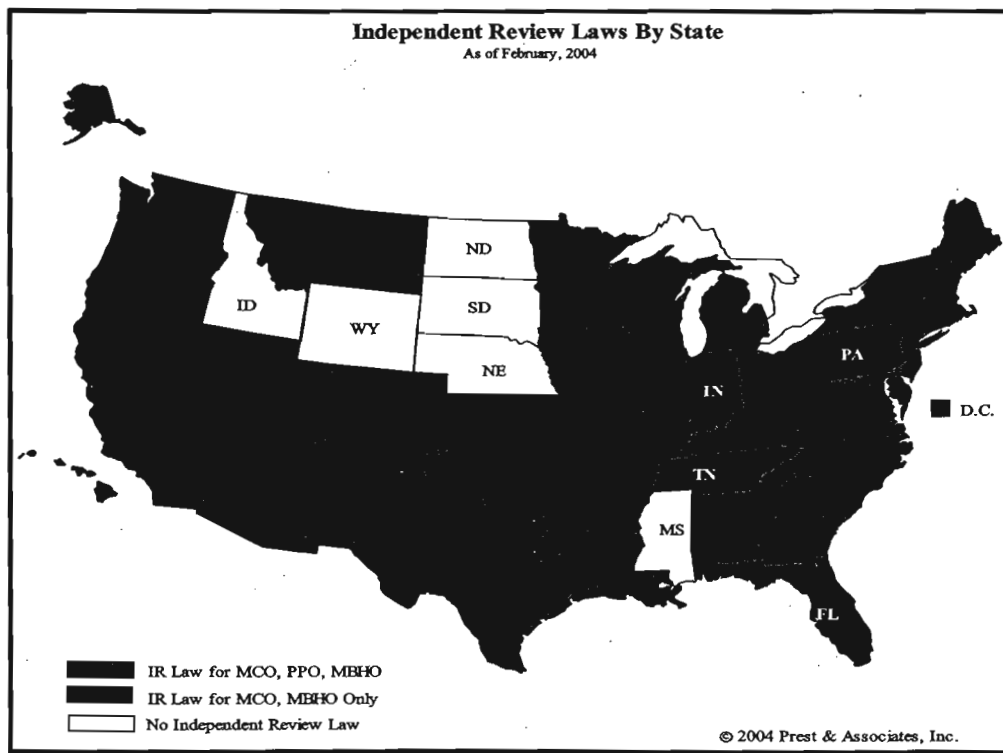 Independent Review Laws By State
As of February, 2004
ND
ID
SD
WY
NE
PA
IN
D.C.
TN
MS
FL
IR Law for MCO, PPO, MBHO
IR Law for MCO, MBHO Only
No Independent Review Law
© 2004 Prest & Associates, Inc.